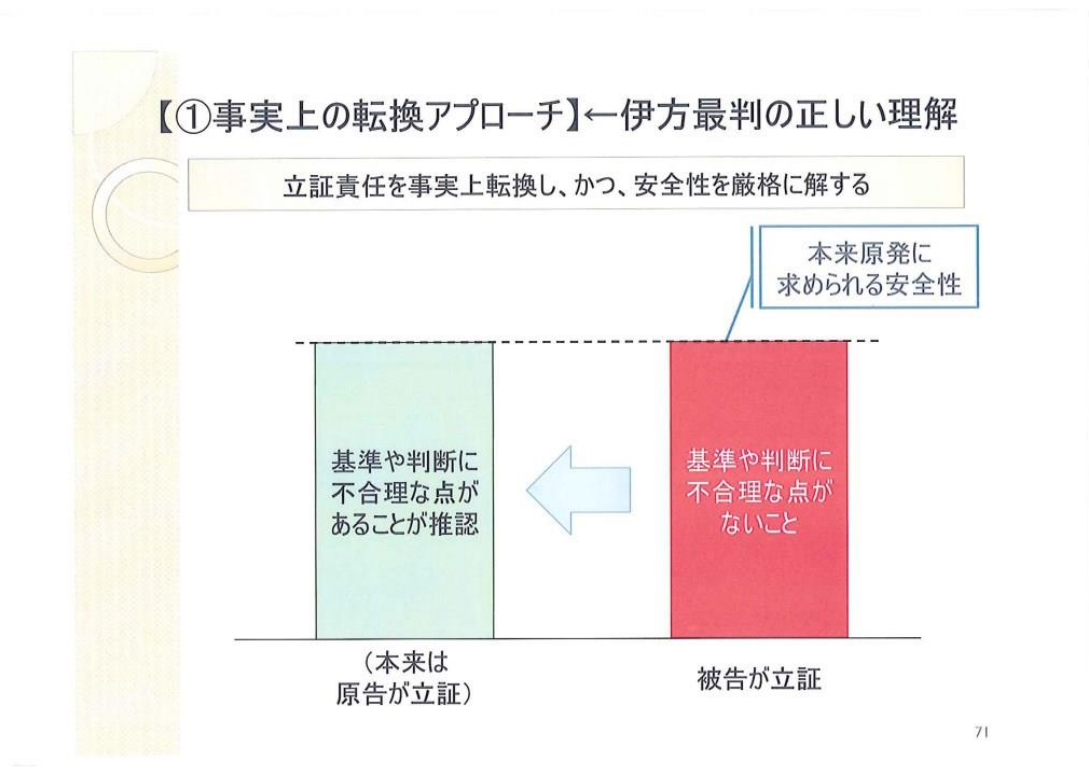 【①事実上の転換アプローチ】←伊方最判の正しい理解
立証責任を事実上転換し、かつ、安全性を厳格に解する
本来原発に
求められる安全性
基準や判断に
不合理な点が
あることが推認
基準や判断に
不合理な点が
ないこと
(本来は
原告が立証)
被告が立証
71